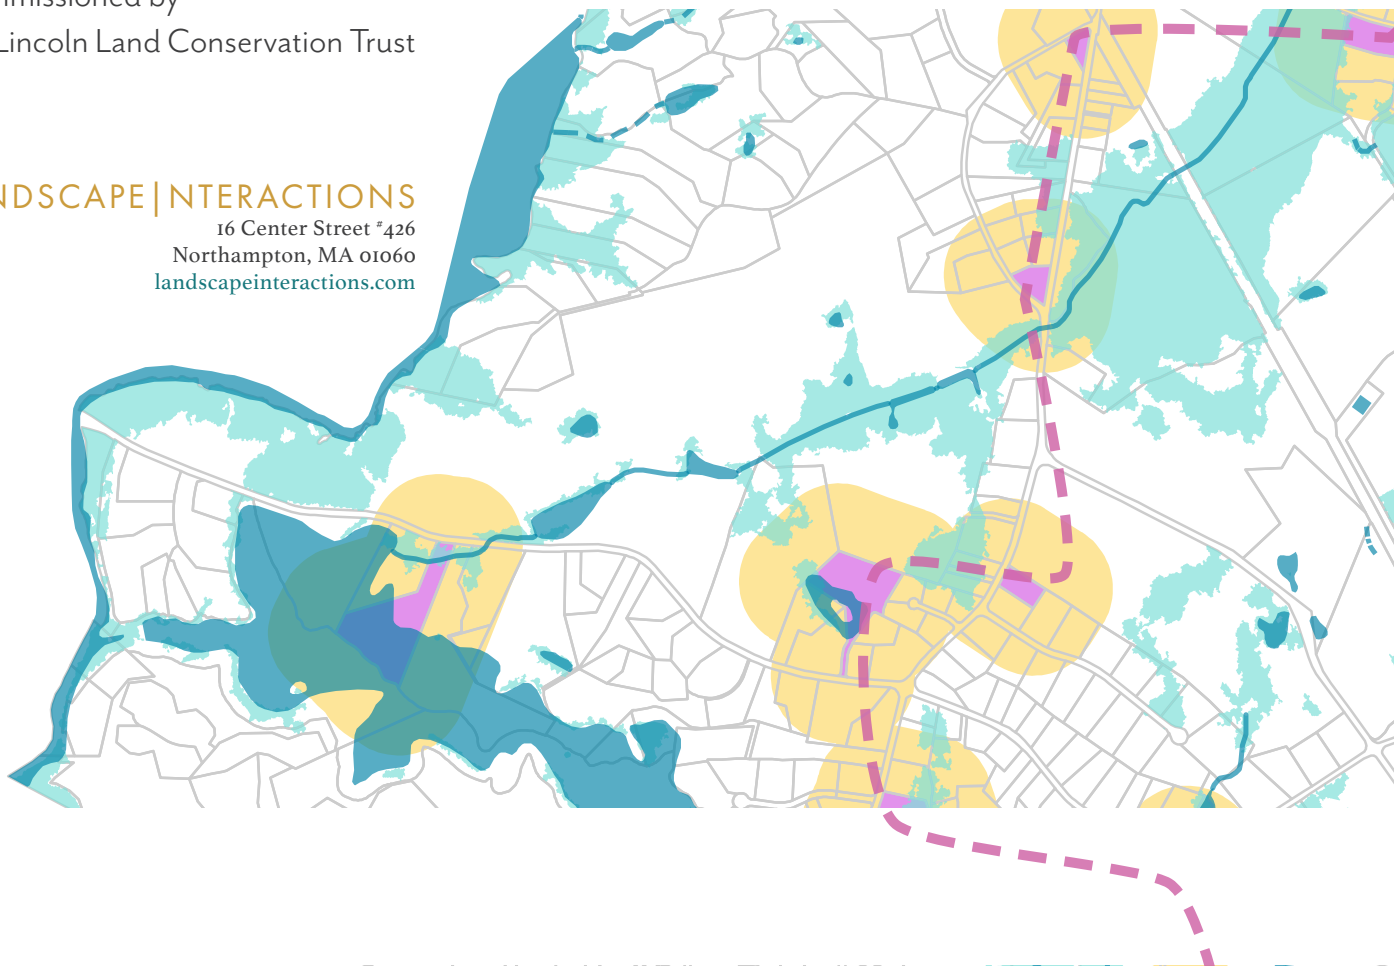 Lincoln Land Conservation Trust
NDSCAPE|NTERACTIONS
16 Center Street #426
Northampton, MA 01060
landscapeinteractions.com